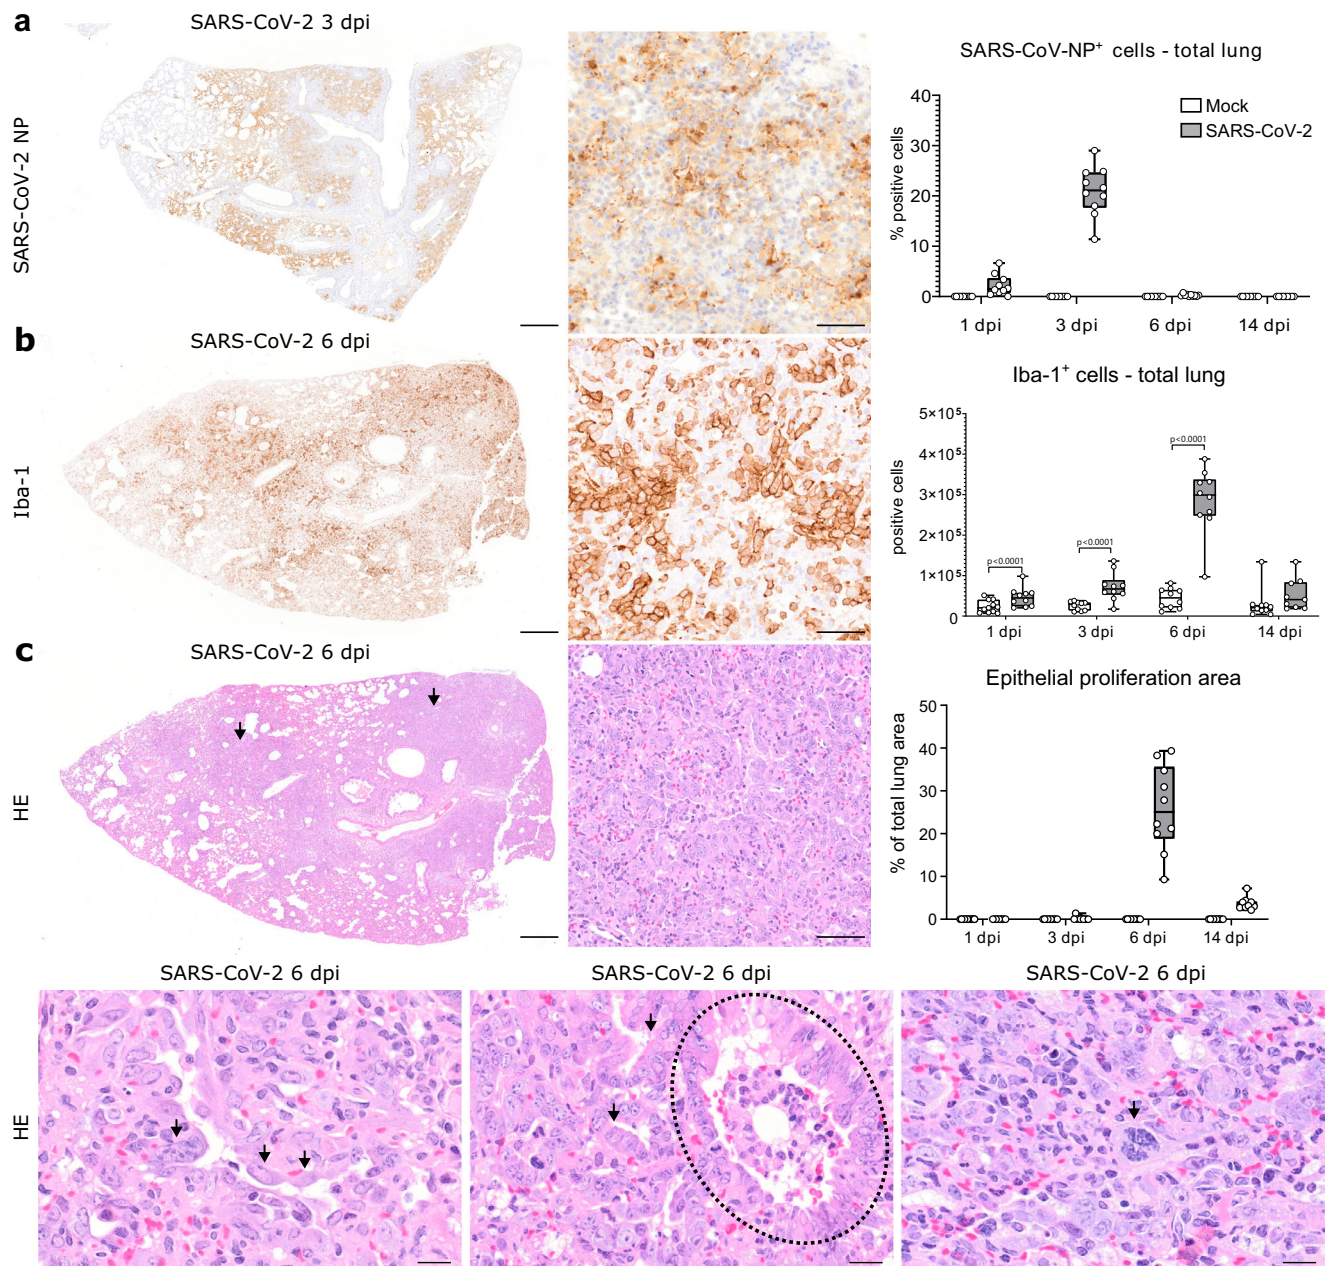 a
SARS-CoV-2 3 dpi
SARS-CoV-2 NP
SARS-CoV-NP⁺ cells - total lung
Mock
SARS-CoV-2
% positive cells
40
30
20
10
0
1 dpi 3 dpi 6 dpi 14 dpi
b
SARS-CoV-2 6 dpi
Iba-1
Iba-1⁺ cells - total lung
positive cells
5×10⁵
4×10⁵
3×10⁵
2×10⁵
1×10⁵
0
p<0.0001
p<0.0001
p<0.0001
1 dpi 3 dpi 6 dpi 14 dpi
c
SARS-CoV-2 6 dpi
HE
Epithelial proliferation area
% of total lung area
50
40
30
20
10
0
1 dpi 3 dpi 6 dpi 14 dpi
SARS-CoV-2 6 dpi
SARS-CoV-2 6 dpi
SARS-CoV-2 6 dpi
HE